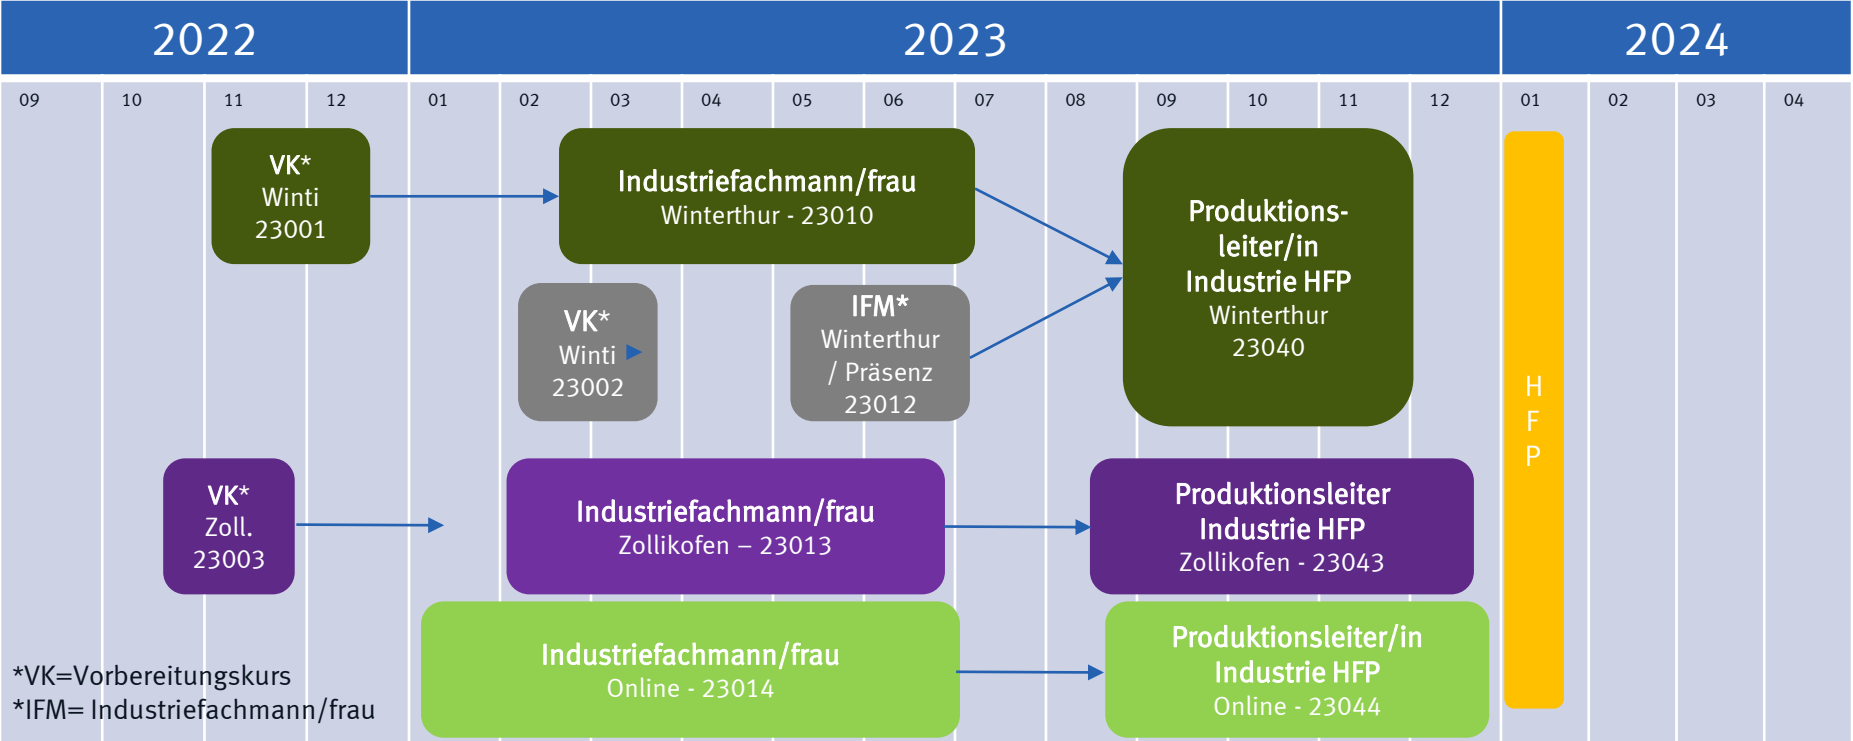 2022
2023
2024
09 10 11 12 01 02 03 04 05 06 07 08 09 10 11 12 01 02 03 04
VK*
Winti
23001
Industriefachmann/frau
Winterthur - 23010
Produktions-
leiter/in
Industrie HFP
Winterthur
23040
VK*
Winti
23002
IFM*
Winterthur
/ Präsenz
23012
H
F
P
VK*
Zoll.
23003
Industriefachmann/frau
Zollikofen – 23013
Produktionsleiter
Industrie HFP
Zollikofen - 23043
Industriefachmann/frau
Online - 23014
Produktionsleiter/in
Industrie HFP
Online - 23044
*VK=Vorbereitungskurs
*IFM= Industriefachmann/frau